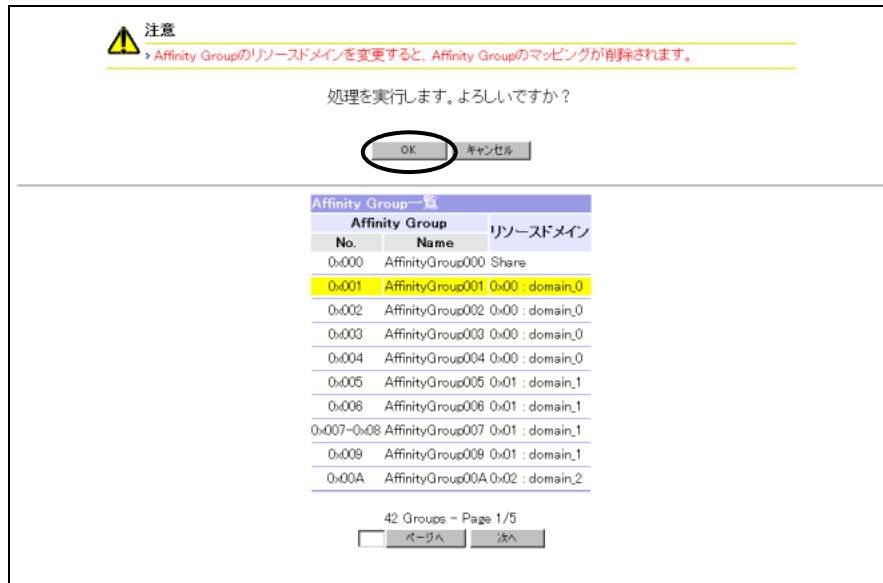 注意
Affinity Groupのリソースドメインを変更すると、Affinity Groupのマッピングが削除されます。
処理を実行します。よろしいですか？
OK キャンセル
Affinity Group一覧
Affinity Group リソースドメイン
No. Name
0x000 AffinityGroup000 Share
0x001 AffinityGroup001 0x00 : domain_0
0x002 AffinityGroup002 0x00 : domain_0
0x003 AffinityGroup003 0x00 : domain_0
0x004 AffinityGroup004 0x00 : domain_0
0x005 AffinityGroup005 0x01 : domain_1
0x006 AffinityGroup006 0x01 : domain_1
0x007-0x08 AffinityGroup007 0x01 : domain_1
0x009 AffinityGroup009 0x01 : domain_1
0x00A AffinityGroup00A 0x02 : domain_2
42 Groups - Page 1/5
ページへ 次へ